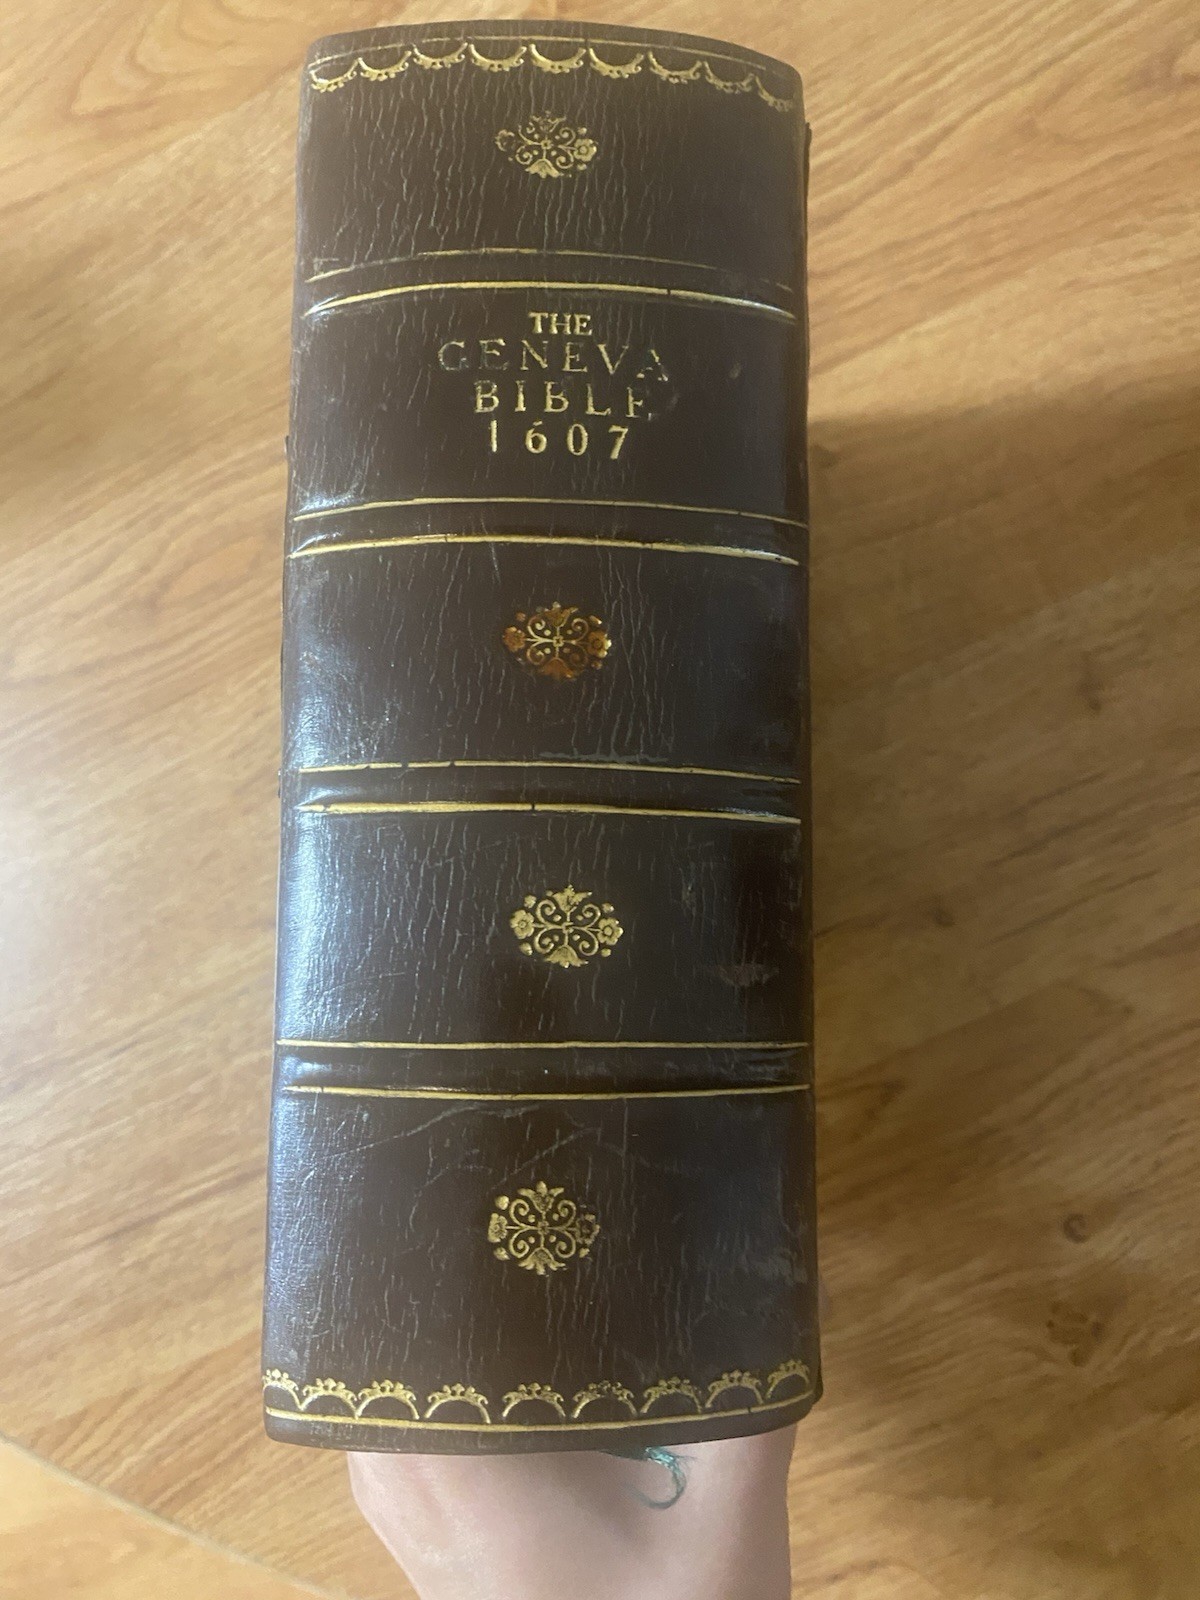 THE
GENEVA
BIBLE
1607